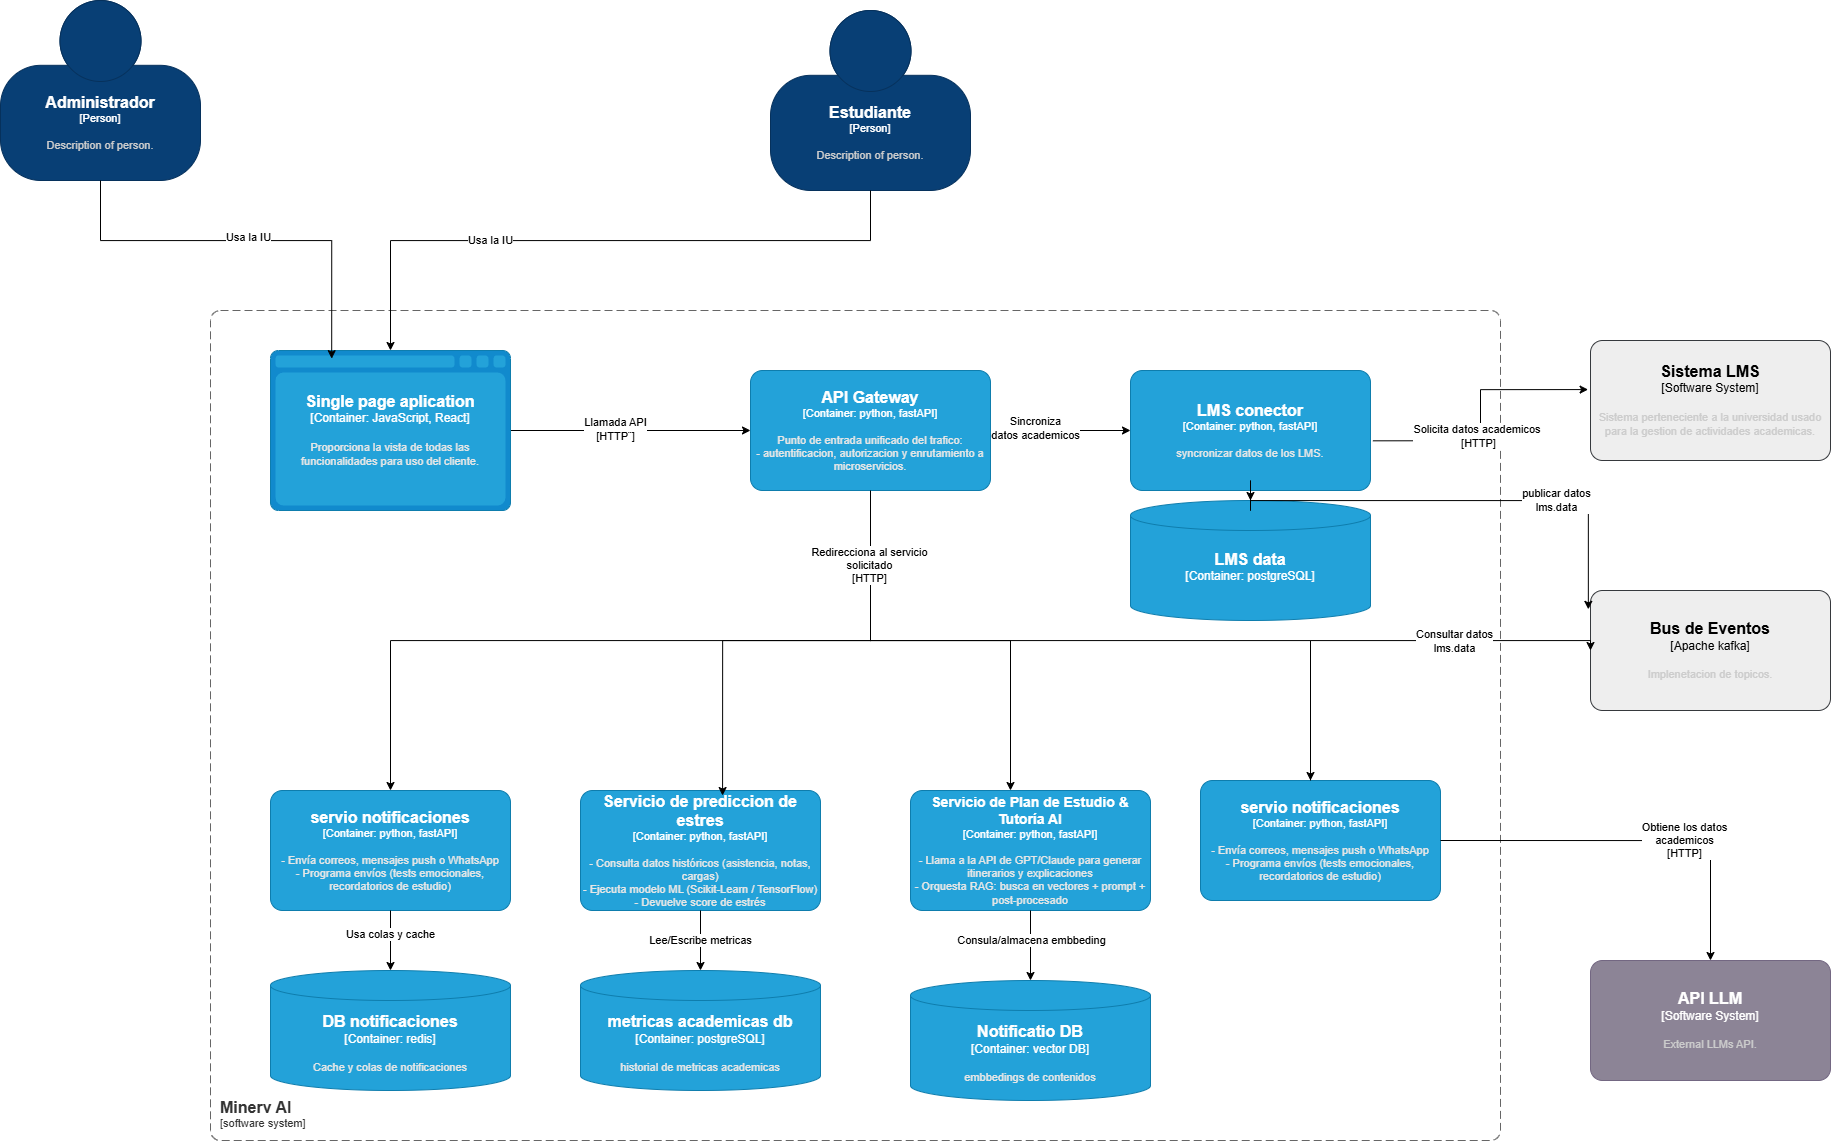 Administrador
[Person]
Description of person.
Estudiante
[Person]
Description of person.
Usa la IU
Usa la IU
Single page aplication
[Container: JavaScript, React]
Proporciona la vista de todas las
funcionalidades para uso del cliente.
Llamada API
[HTTP¨]
API Gateway
[Container: python, fastAPI]
Punto de entrada unificado del trafico:
- autentificacion, autorizacion y enrutamiento a
microservicios.
Sincroniza
datos academicos
LMS conector
[Container: python, fastAPI]
syncronizar datos de los LMS.
Solicita datos academicos
[HTTP]
Sistema LMS
[Software System]
Sistema perteneciente a la universidad usado
para la gestion de actividades academicas.
publicar datos
lms.data
LMS data
[Container: postgreSQL]
Redirecciona al servicio
solicitado
[HTTP]
Consultar datos
lms.data
Bus de Eventos
[Apache kafka]
Implenetacion de topicos.
servio notificaciones
[Container: python, fastAPI]
- Envía correos, mensajes push o WhatsApp
- Programa envíos (tests emocionales,
recordatorios de estudio)
Servicio de prediccion de
estres
[Container: python, fastAPI]
- Consulta datos históricos (asistencia, notas,
cargas)
- Ejecuta modelo ML (Scikit-Learn / TensorFlow)
- Devuelve score de estrés
Servicio de Plan de Estudio &
Tutoría AI
[Container: python, fastAPI]
- Llama a la API de GPT/Claude para generar
itinerarios y explicaciones
- Orquesta RAG: busca en vectores + prompt +
post-procesado
servio notificaciones
[Container: python, fastAPI]
- Envía correos, mensajes push o WhatsApp
- Programa envíos (tests emocionales,
recordatorios de estudio)
Obtiene los datos
academicos
[HTTP]
Usa colas y cache
Lee/Escribe metricas
Consula/almacena embbeding
DB notificaciones
[Container: redis]
Cache y colas de notificaciones
metricas academicas db
[Container: postgreSQL]
historial de metricas academicas
Notificatio DB
[Container: vector DB]
embbedings de contenidos
API LLM
[Software System]
External LLMs API.
Minerv AI
[software system]